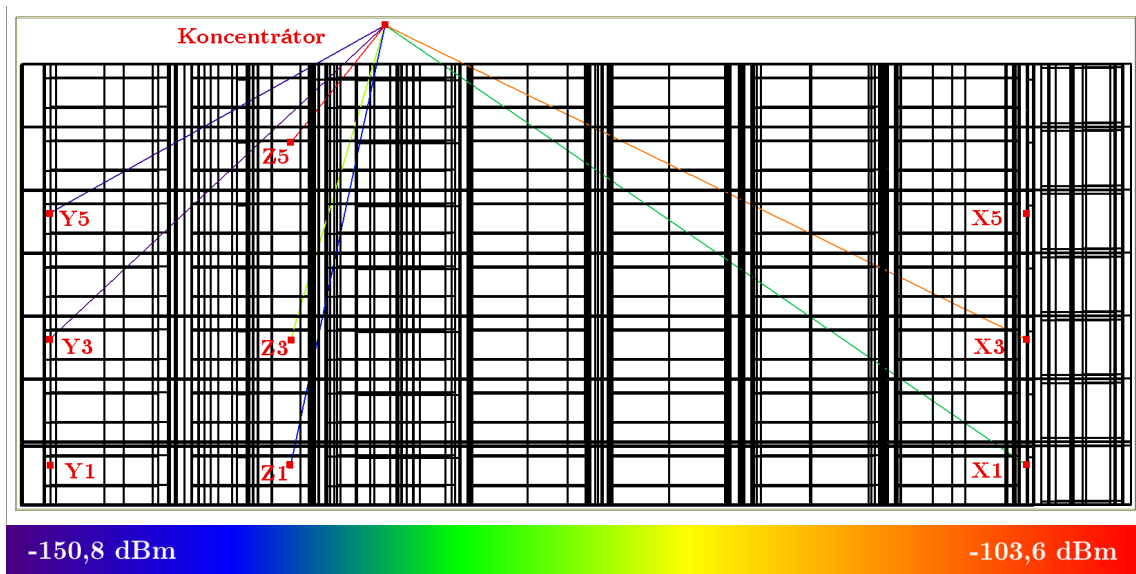 Koncentrátor
Z5
Y5
X5
Y3
Z3
X3
Y1
Z1
X1
-150,8 dBm
-103,6 dBm